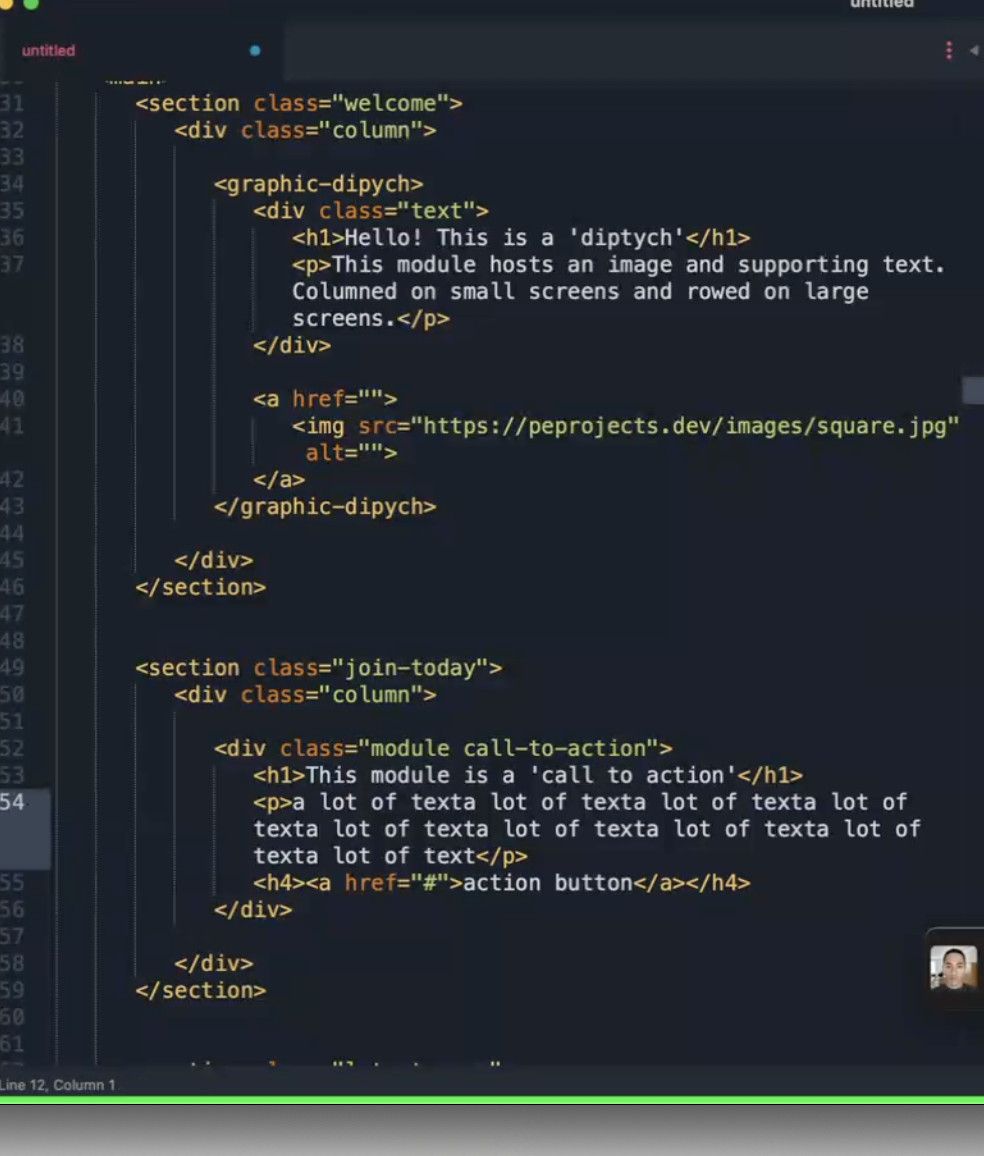 untitled
untitled
31 <section class="welcome">
32 <div class="column">
33
34 <graphic-dipych>
35 <div class="text">
36 <h1>Hello! This is a 'diptych'</h1>
37 <p>This module hosts an image and supporting text.
Columned on small screens and rowed on large
screens.</p>
38 </div>
39
40 <a href="">
41 <img src="https://peprojects.dev/images/square.jpg"
alt="">
42 </a>
43 </graphic-dipych>
44
45 </div>
46 </section>
47
48
49 <section class="join-today">
50 <div class="column">
51
52 <div class="module call-to-action">
53 <h1>This module is a 'call to action'</h1>
54 <p>a lot of texta lot of texta lot of texta lot of
texta lot of texta lot of texta lot of texta lot of
texta lot of text</p>
55 <h4><a href="#">action button</a></h4>
56 </div>
57
58 </div>
59 </section>
60
61
Line 12, Column 1